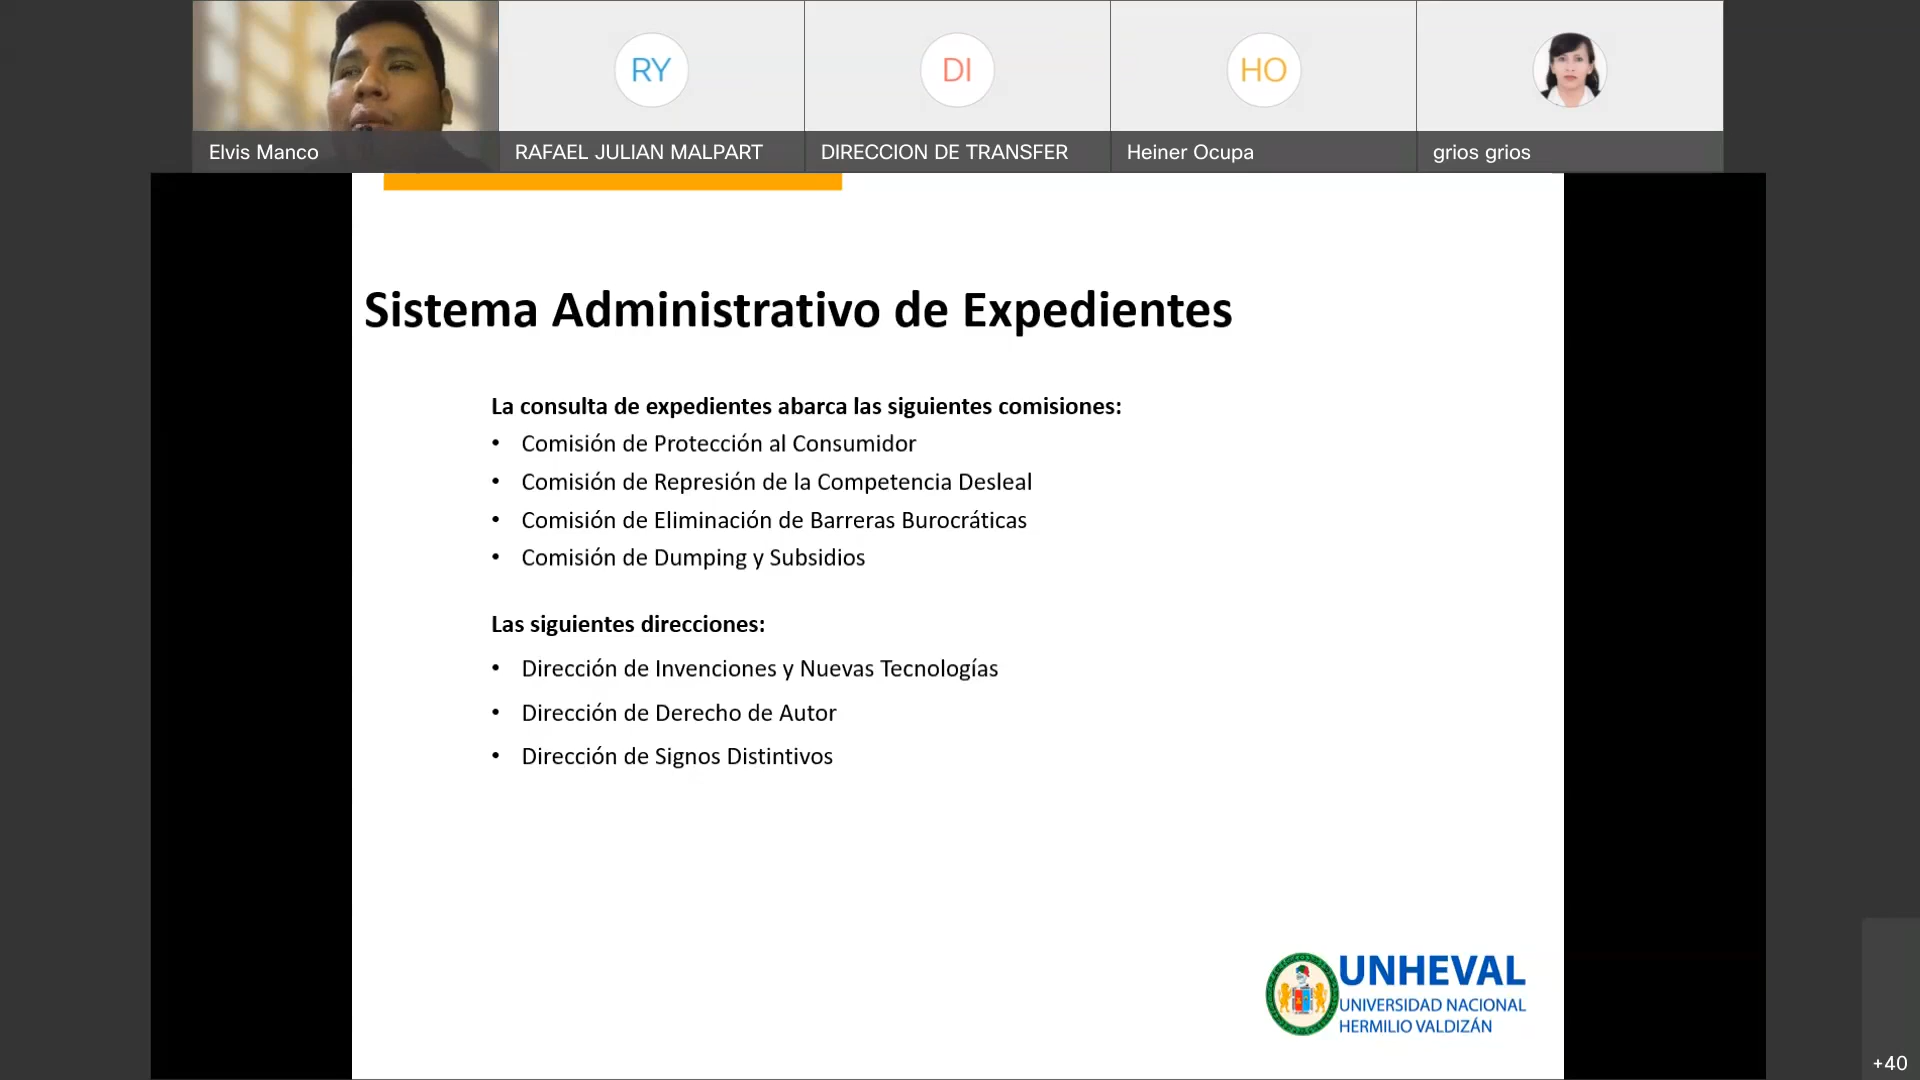 RY
DI
HO
Elvis Manco
RAFAEL JULIAN MALPART
DIRECCION DE TRANSFER
Heiner Ocupa
grios grios
Sistema Administrativo de Expedientes
La consulta de expedientes abarca las siguientes comisiones:
• Comisión de Protección al Consumidor
• Comisión de Represión de la Competencia Desleal
• Comisión de Eliminación de Barreras Burocráticas
• Comisión de Dumping y Subsidios
Las siguientes direcciones:
• Dirección de Invenciones y Nuevas Tecnologías
• Dirección de Derecho de Autor
• Dirección de Signos Distintivos
UNHEVAL
UNIVERSIDAD NACIONAL
HERMILIO VALDIZÁN
+40